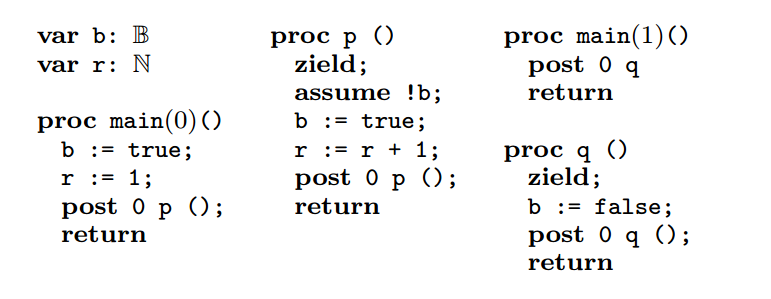 var b: 𝔹
var r: ℕ
proc main(0)()
b := true;
r := 1;
post 0 p ();
return
proc p ()
zield;
assume !b;
b := true;
r := r + 1;
post 0 p ();
return
proc main(1)()
post 0 q
return
proc q ()
zield;
b := false;
post 0 q ();
return